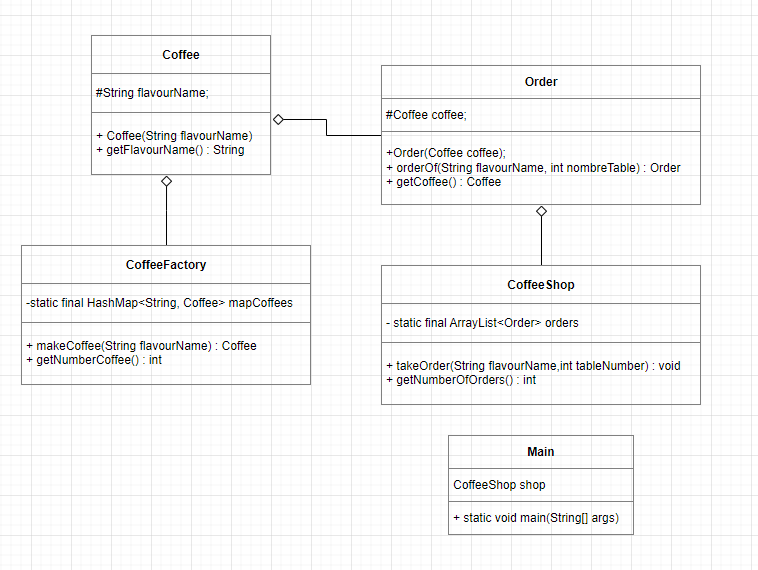 Coffee
#String flavourName;
+ Coffee(String flavourName)
+ getFlavourName() : String
Order
#Coffee coffee;
+Order(Coffee coffee);
+ orderOf(String flavourName, int nombreTable) : Order
+ getCoffee() : Coffee
CoffeeFactory
-static final HashMap<String, Coffee> mapCoffees
+ makeCoffee(String flavourName) : Coffee
+ getNumberCoffee() : int
CoffeeShop
- static final ArrayList<Order> orders
+ takeOrder(String flavourName,int tableNumber) : void
+ getNumberOfOrders() : int
Main
CoffeeShop shop
+ static void main(String[] args)